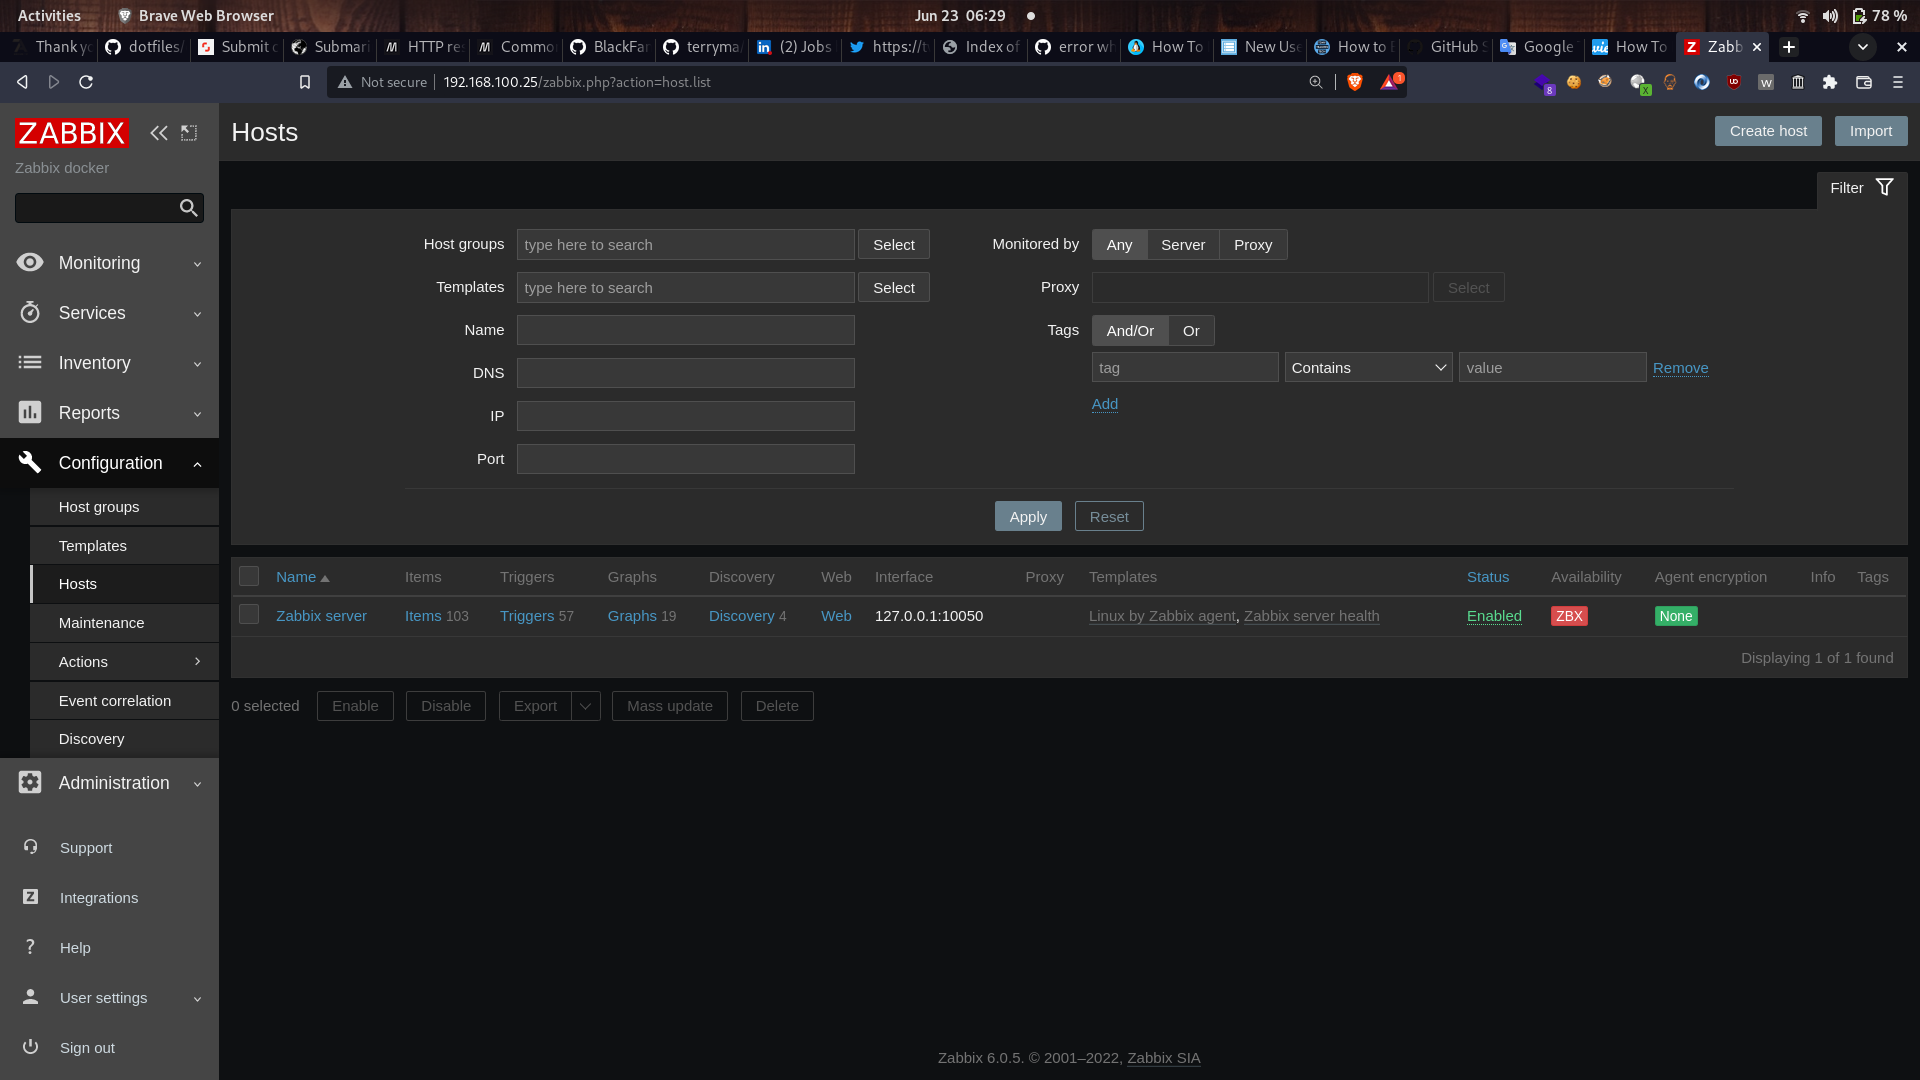 Activities Brave Web Browser Jun 23 06:29 78 %
Thank yo dotfiles/ Submit Submari HTTP re Commo BlackFar terryma (2) Jobs https://t Index of error wh How To New Use How to GitHub S Google How To Zabb
Not secure 192.168.100.25/zabbix.php?action=host.list
ZABBIX
Zabbix docker
Monitoring
Services
Inventory
Reports
Configuration
Host groups
Templates
Hosts
Maintenance
Actions
Event correlation
Discovery
Administration
Support
Integrations
Help
User settings
Sign out
Hosts Create host Import
Filter
Host groups type here to search Select
Templates type here to search Select
Name
DNS
IP
Port
Monitored by Any Server Proxy
Proxy Select
Tags And/Or Or
tag Contains value Remove
Add
Apply Reset
Name Items Triggers Graphs Discovery Web Interface Proxy Templates Status Availability Agent encryption Info Tags
Zabbix server Items 103 Triggers 57 Graphs 19 Discovery 4 Web 127.0.0.1:10050 Linux by Zabbix agent, Zabbix server health Enabled ZBX None
Displaying 1 of 1 found
0 selected Enable Disable Export Mass update Delete
Zabbix 6.0.5. © 2001–2022, Zabbix SIA